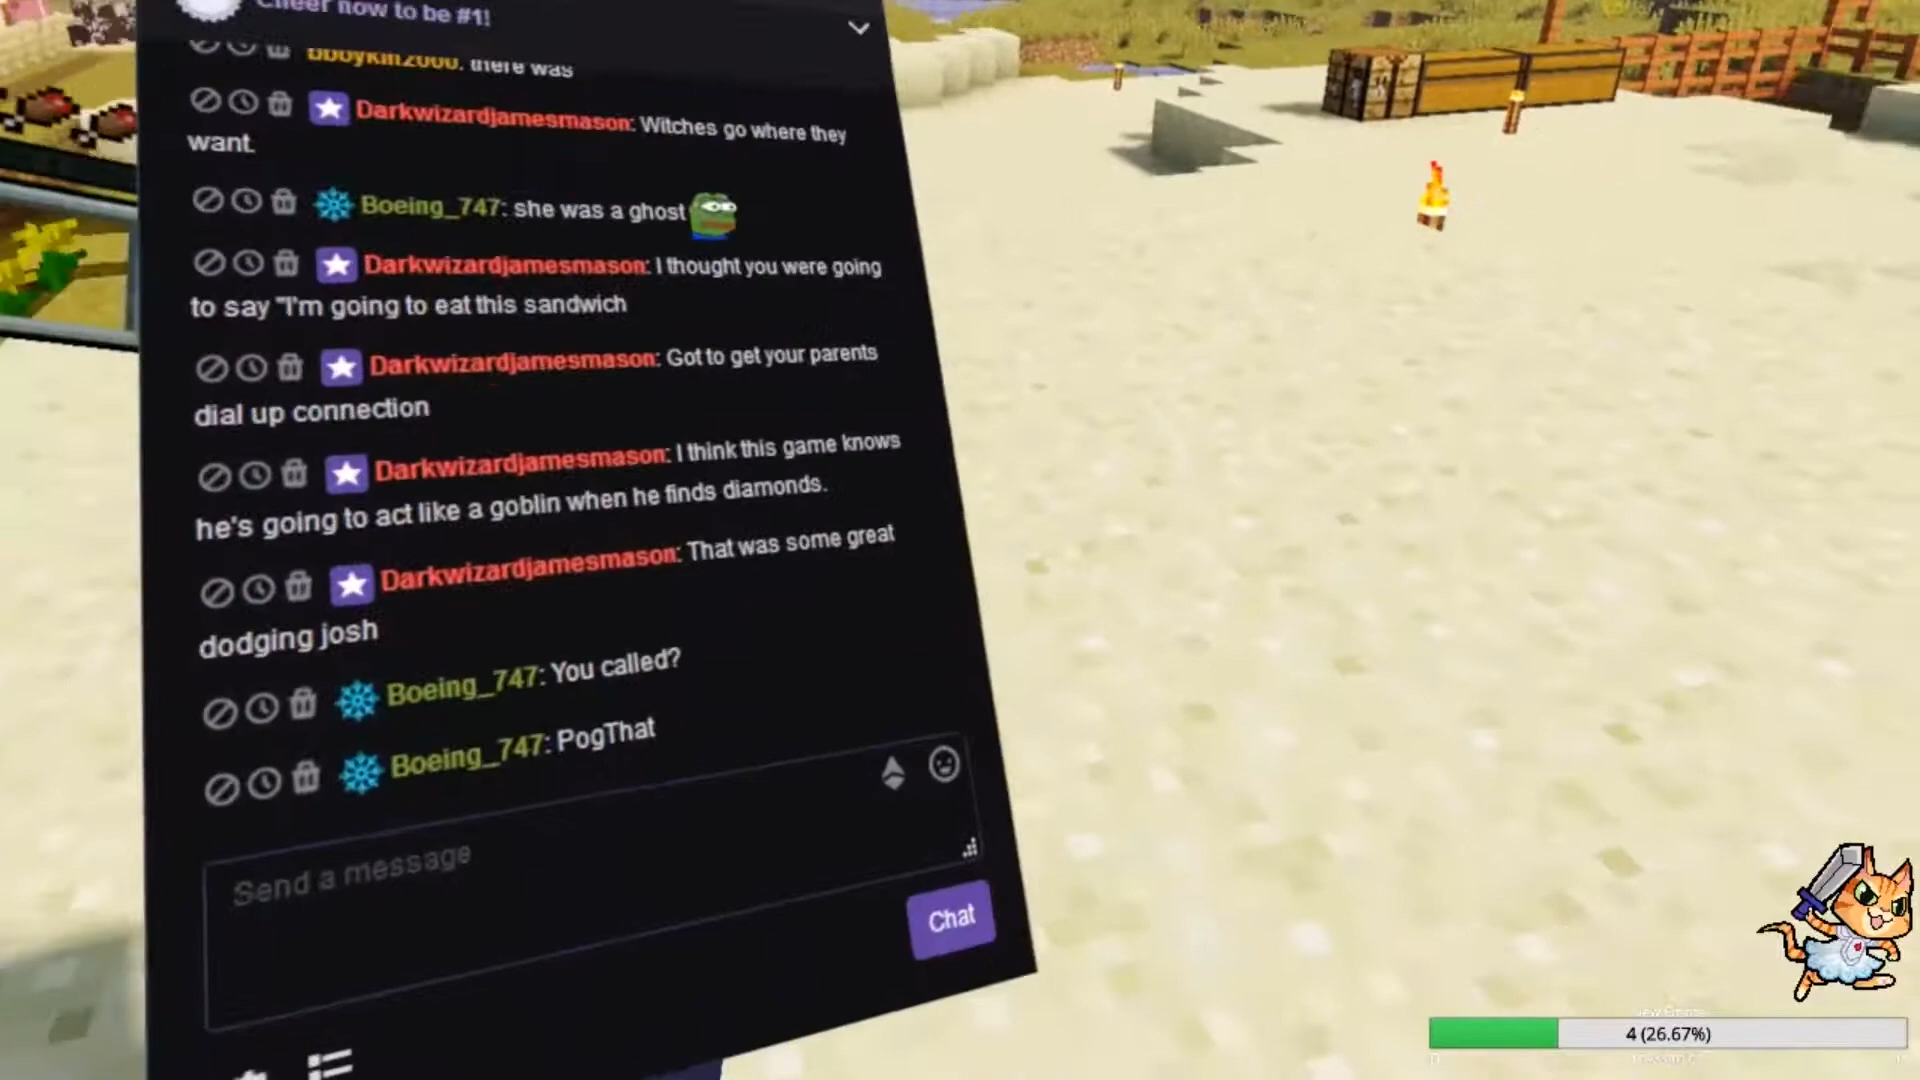 Cheer now to be #1!
bboykin2000: there was
Darkwizardjamesmason: Witches go where they
want.
Boeing_747: she was a ghost
Darkwizardjamesmason: I thought you were going
to say "I'm going to eat this sandwich
Darkwizardjamesmason: Got to get your parents
dial up connection
Darkwizardjamesmason: I think this game knows
he's going to act like a goblin when he finds diamonds.
Darkwizardjamesmason: That was some great
dodging josh
Boeing_747: You called?
Boeing_747: PogThat
Send a message
Chat
4 (26.67%)